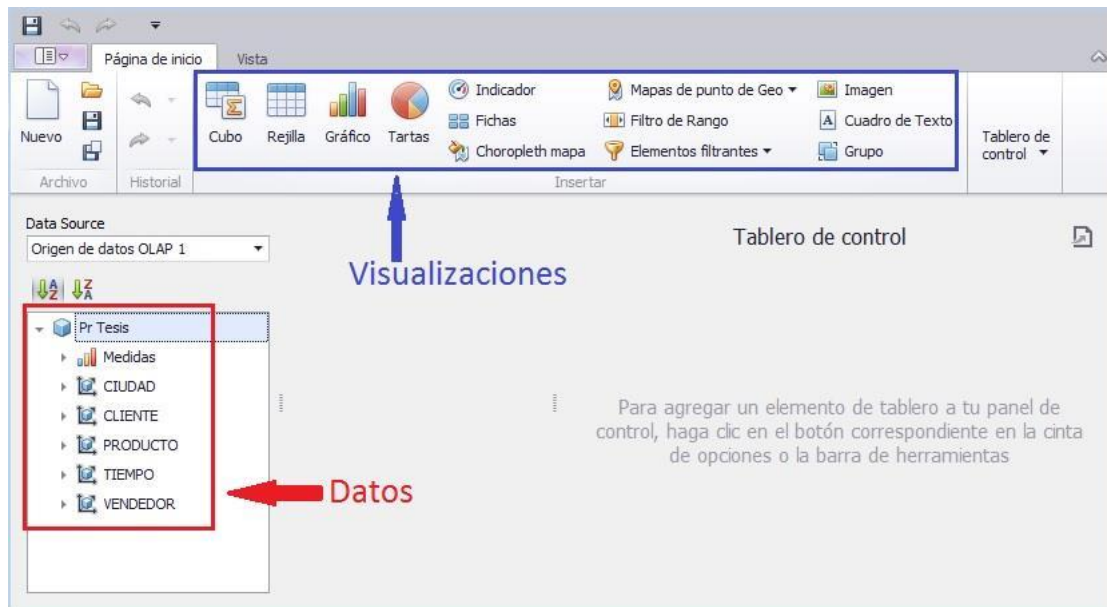 Página de inicio
Vista
Nuevo
Archivo
Historial
Cubo
Rejilla
Gráfico
Tartas
Indicador
Fichas
Choropleth mapa
Mapas de punto de Geo
Filtro de Rango
Elementos filtrantes
Imagen
A Cuadro de Texto
Grupo
Insertar
Tablero de
control
Data Source
Origen de datos OLAP 1
A
Z
Z
A
Pr Tesis
Medidas
CIUDAD
CLIENTE
PRODUCTO
TIEMPO
VENDEDOR
Visualizaciones
Datos
Tablero de control
Para agregar un elemento de tablero a tu panel de
control, haga clic en el botón correspondiente en la cinta
de opciones o la barra de herramientas